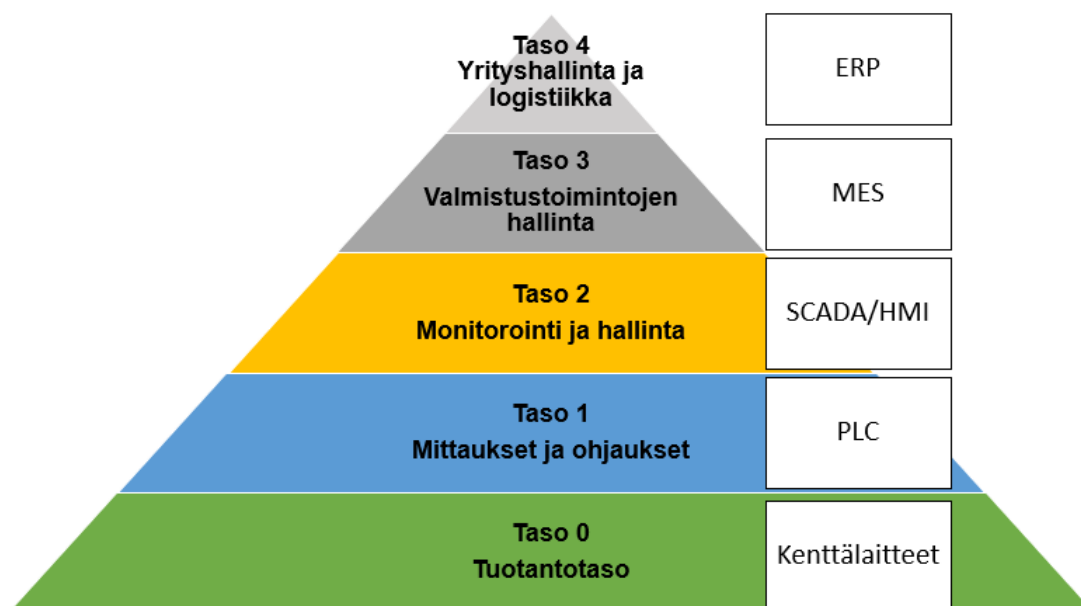 Taso 4
Yrityshallinta ja
logistiikka
ERP
Taso 3
Valmistustoimintojen
hallinta
MES
Taso 2
Monitorointi ja hallinta
SCADA/HMI
Taso 1
Mittaukset ja ohjaukset
PLC
Taso 0
Tuotantotaso
Kenttälaitteet